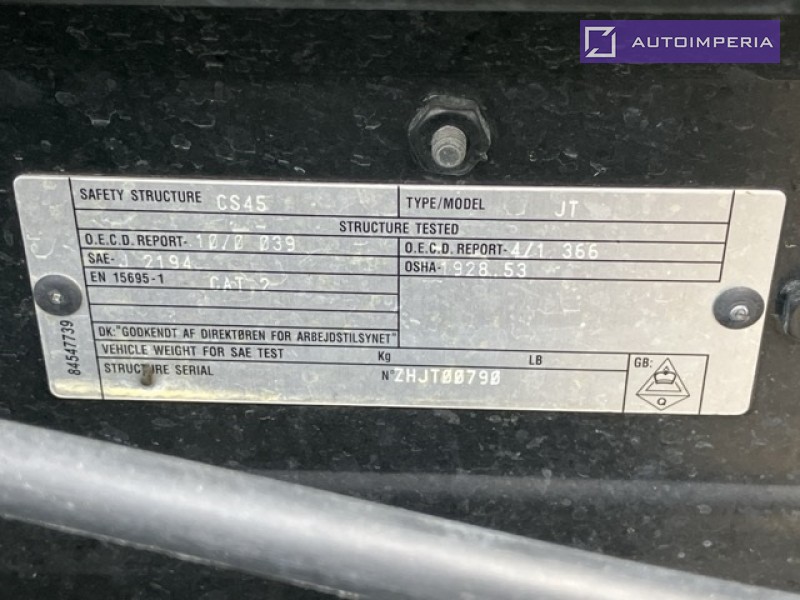 AUTOIMPERIA
SAFETY STRUCTURE CS45
TYPE/MODEL JT
STRUCTURE TESTED
O.E.C.D. REPORT- 10/0 039
O.E.C.D. REPORT- 4/1 366
SAE- J 2194
OSHA- 1928.53
EN 15695-1 CAT 2
DK:"GODKENDT AF DIREKTØREN FOR ARBEJDSTILSYNET"
VEHICLE WEIGHT FOR SAE TEST Kg LB
STRUCTURE SERIAL N° ZHJT00790
GB:
Q
84547739